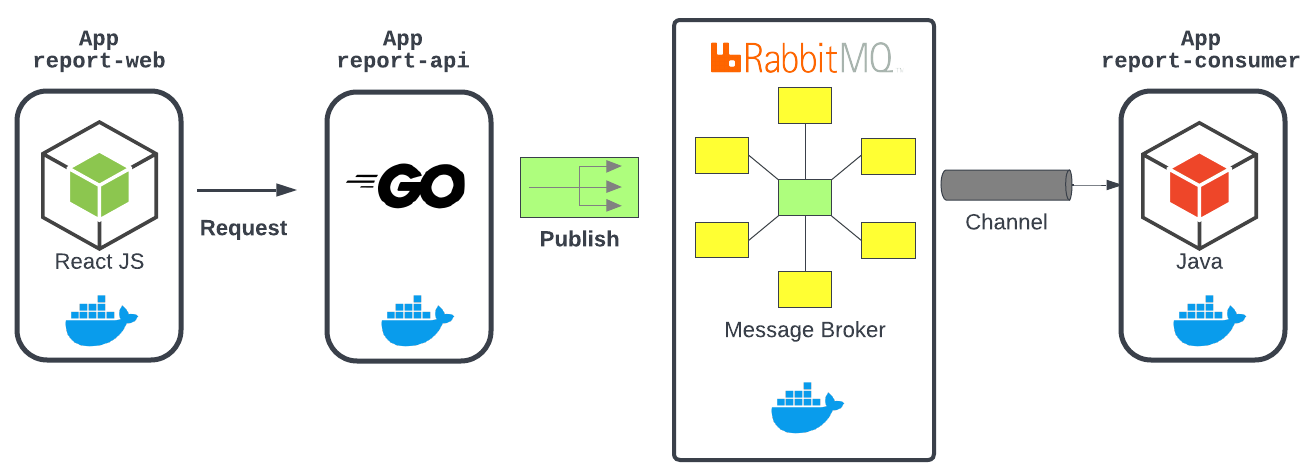 App
report-web
React JS
Request
App
report-api
GO
Publish
RabbitMQ
Message Broker
Channel
App
report-consumer
Java